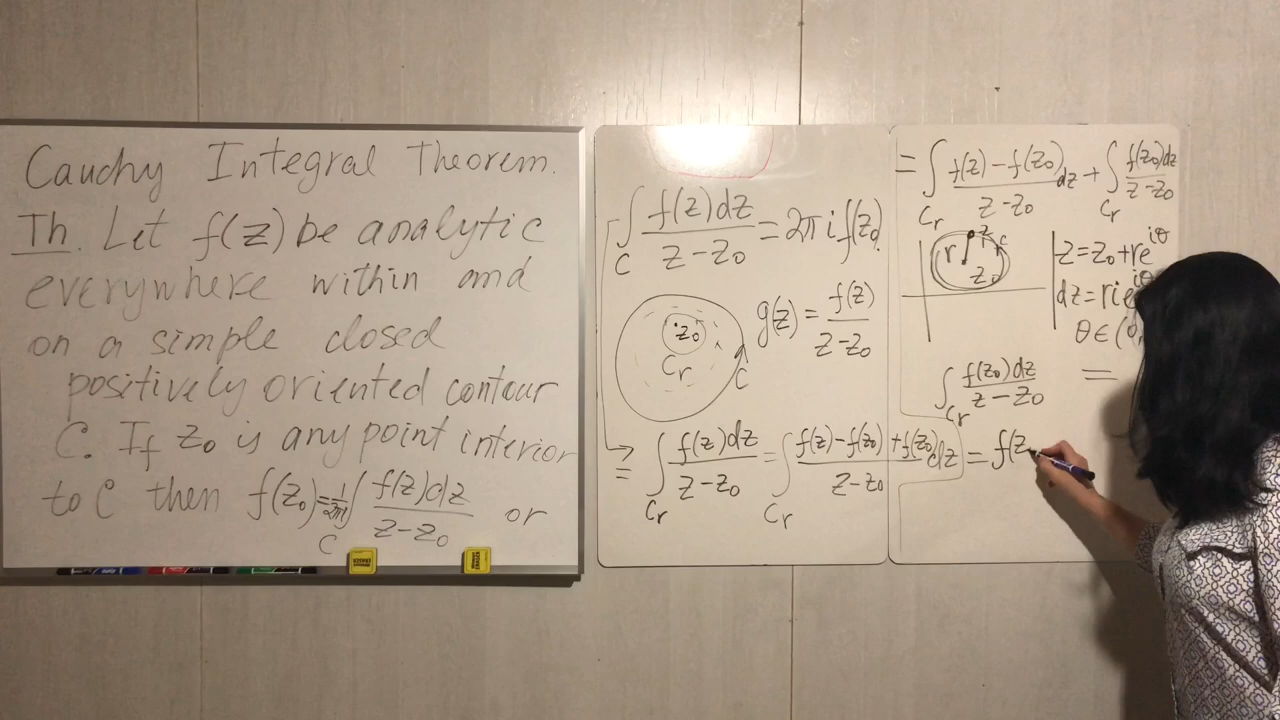 Cauchy Integral Theorem.
Th. Let f(z) be analytic
everywhere within and
on a simple closed
positively oriented contour
C. If z₀ is any point interior
to C then f(z₀) = 1/2πi ∫_C f(z)dz / z-z₀ or
∫_C f(z)dz / z-z₀ = 2πi f(z₀)
z₀
C_r
C
g(z) = f(z) / z-z₀
= ∫_{C_r} f(z)dz / z-z₀ = ∫_{C_r} f(z)-f(z₀)+f(z₀) / z-z₀ dz
= ∫_{C_r} f(z)-f(z₀) / z-z₀ dz + ∫_{C_r} f(z₀)dz / z-z₀
r
z
z₀
z=z₀+re^{iθ}
dz=rie^{iθ}
θ∈(0,
∫_{C_r} f(z₀)dz / z-z₀ =
= f(z